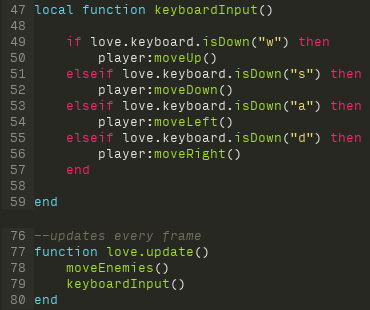 47 local function keyboardInput()
48
49 if love.keyboard.isDown("w") then
50 player:moveUp()
51 elseif love.keyboard.isDown("s") then
52 player:moveDown()
53 elseif love.keyboard.isDown("a") then
54 player:moveLeft()
55 elseif love.keyboard.isDown("d") then
56 player:moveRight()
57 end
58
59 end
76 --updates every frame
77 function love.update()
78 moveEnemies()
79 keyboardInput()
80 end